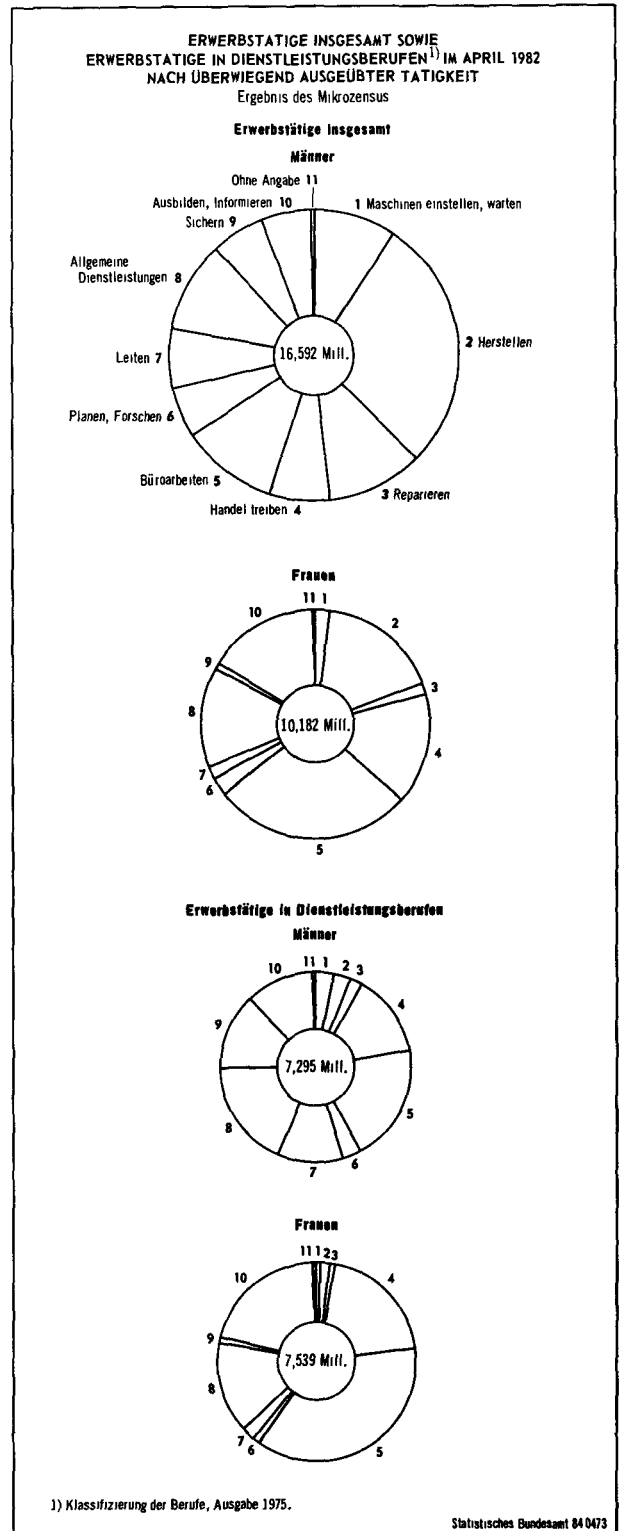 ERWERBSTATIGE INSGESAMT SOWIE
ERWERBSTATIGE IN DIENSTLEISTUNGSBERUFEN1) IM APRIL 1982
NACH ÜBERWIEGEND AUSGEÜBTER TATIGKEIT
Ergebnis des Mikrozensus
Erwerbstätige insgesamt
Männer
Ohne Angabe 11
Ausbilden, Informieren 10
1 Maschinen einstellen, warten
Sichern 9
Allgemeine
Dienstleistungen 8
2 Herstellen
16,592 Mill.
Leiten 7
Planen, Forschen 6
Büroarbeiten 5
3 Reparieren
Handel treiben 4
Frauen
11 1
10
2
9
3
8
10,182 Mill.
4
7
6
5
Erwerbstätige in Dienstleistungsberufen
Männer
11 1 2 3
10
4
9
7,295 Mill.
8
5
6
7
Frauen
11 1 2 3
10
4
9
7,539 Mill.
8
7
6
5
1) Klassifizierung der Berufe, Ausgabe 1975.
Statistisches Bundesamt 84 0473